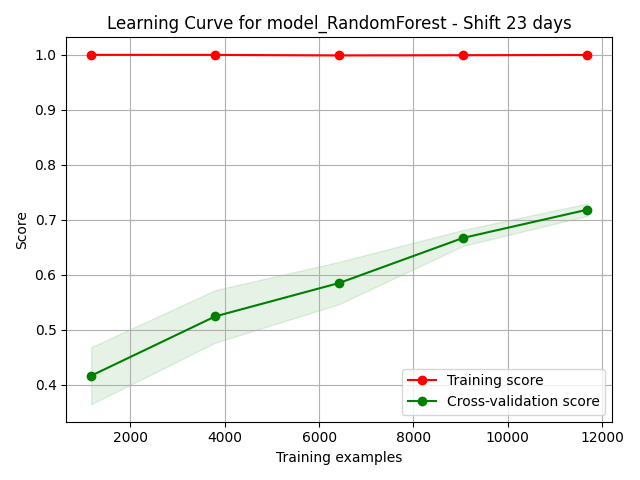 Learning Curve for model_RandomForest - Shift 23 days
Score
1.0
0.9
0.8
0.7
0.6
0.5
0.4
Training score
Cross-validation score
2000 4000 6000 8000 10000 12000
Training examples